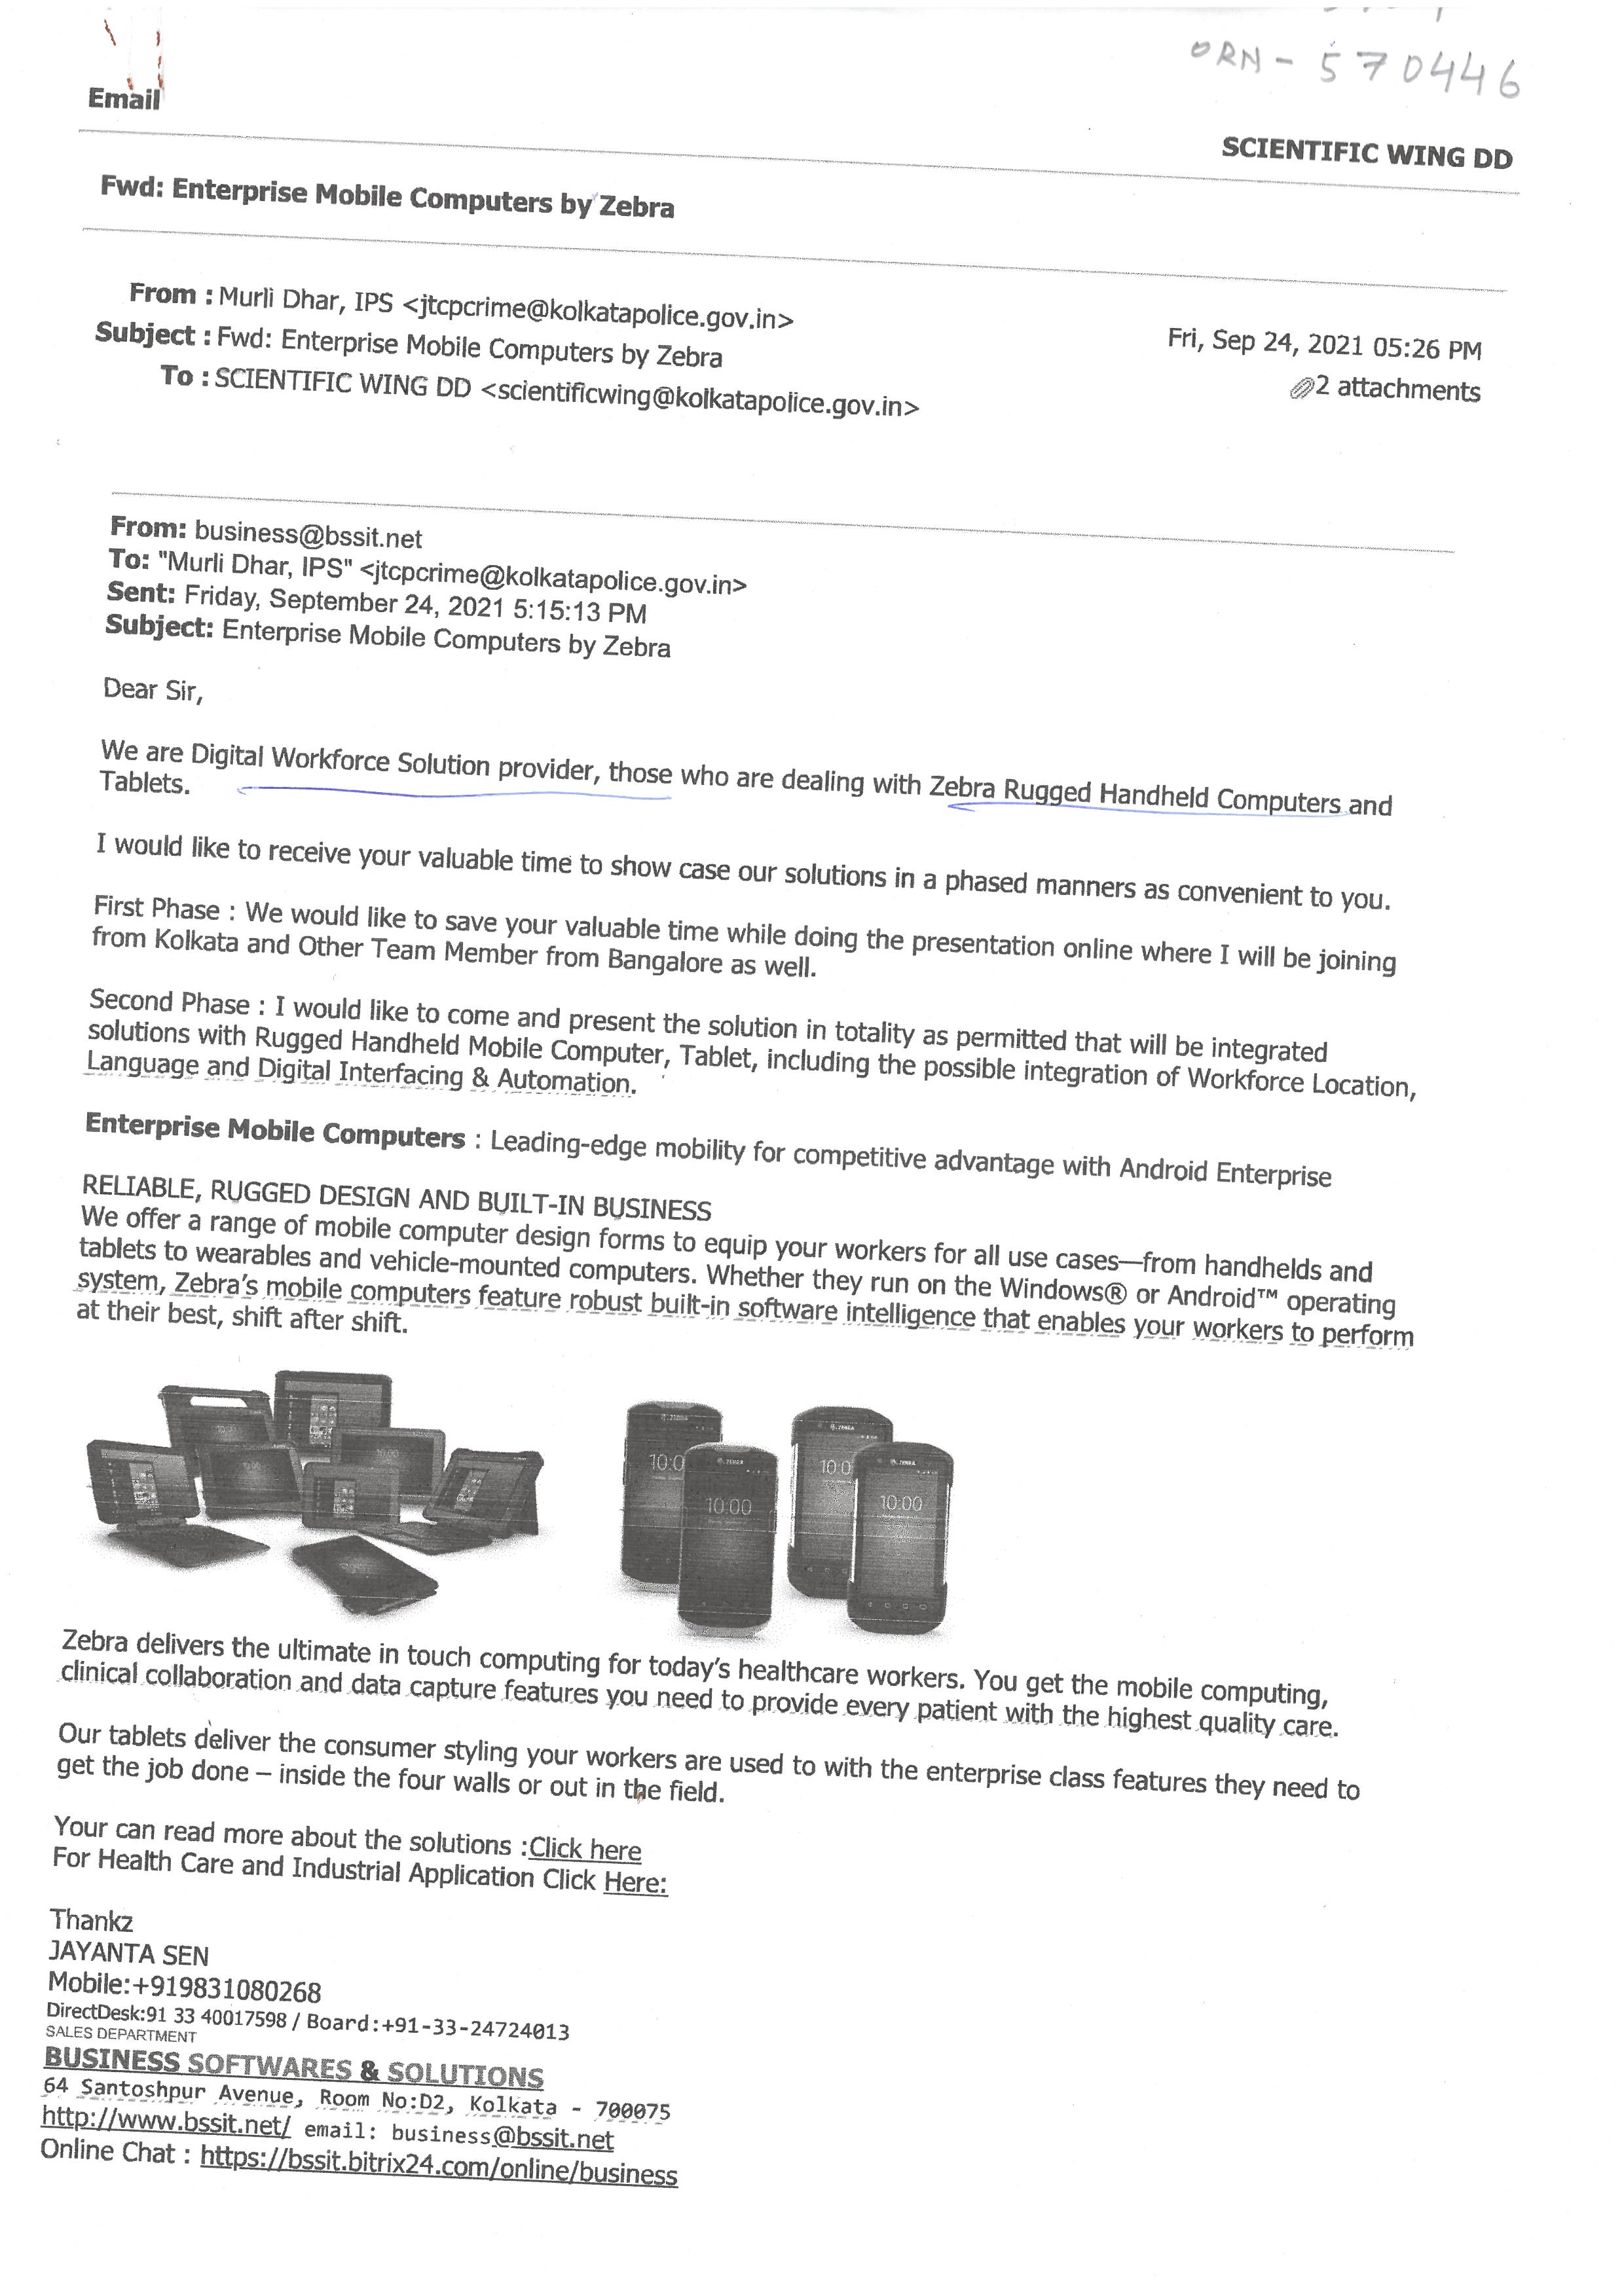 ORN - 570446
Email
SCIENTIFIC WING DD
Fwd: Enterprise Mobile Computers by Zebra
From : Murli Dhar, IPS <jtcpcrime@kolkatapolice.gov.in>
Fri, Sep 24, 2021 05:26 PM
Subject : Fwd: Enterprise Mobile Computers by Zebra
2 attachments
To : SCIENTIFIC WING DD <scientificwing@kolkatapolice.gov.in>
From: business@bssit.net
To: "Murli Dhar, IPS" <jtcpcrime@kolkatapolice.gov.in>
Sent: Friday, September 24, 2021 5:15:13 PM
Subject: Enterprise Mobile Computers by Zebra
Dear Sir,
We are Digital Workforce Solution provider, those who are dealing with Zebra Rugged Handheld Computers and
Tablets.
I would like to receive your valuable time to show case our solutions in a phased manners as convenient to you.
First Phase : We would like to save your valuable time while doing the presentation online where I will be joining
from Kolkata and Other Team Member from Bangalore as well.
Second Phase : I would like to come and present the solution in totality as permitted that will be integrated
solutions with Rugged Handheld Mobile Computer, Tablet, including the possible integration of Workforce Location,
Language and Digital Interfacing & Automation.
Enterprise Mobile Computers : Leading-edge mobility for competitive advantage with Android Enterprise
RELIABLE, RUGGED DESIGN AND BUILT-IN BUSINESS
We offer a range of mobile computer design forms to equip your workers for all use cases—from handhelds and
tablets to wearables and vehicle-mounted computers. Whether they run on the Windows® or Android™ operating
system, Zebra's mobile computers feature robust built-in software intelligence that enables your workers to perform
at their best, shift after shift.
ZEBRA
10:0
ZEBRA
10:00
ZEBRA
10:0
ZEBRA
10:00
Zebra delivers the ultimate in touch computing for today's healthcare workers. You get the mobile computing,
clinical collaboration and data capture features you need to provide every patient with the highest quality care.
Our tablets deliver the consumer styling your workers are used to with the enterprise class features they need to
get the job done – inside the four walls or out in the field.
Your can read more about the solutions :Click here
For Health Care and Industrial Application Click Here:
Thankz
JAYANTA SEN
Mobile:+919831080268
DirectDesk:91 33 40017598 / Board:+91-33-24724013
SALES DEPARTMENT
BUSINESS SOFTWARES & SOLUTIONS
64 Santoshpur Avenue, Room No:D2, Kolkata - 700075
http://www.bssit.net/ email: business@bssit.net
Online Chat : https://bssit.bitrix24.com/online/business